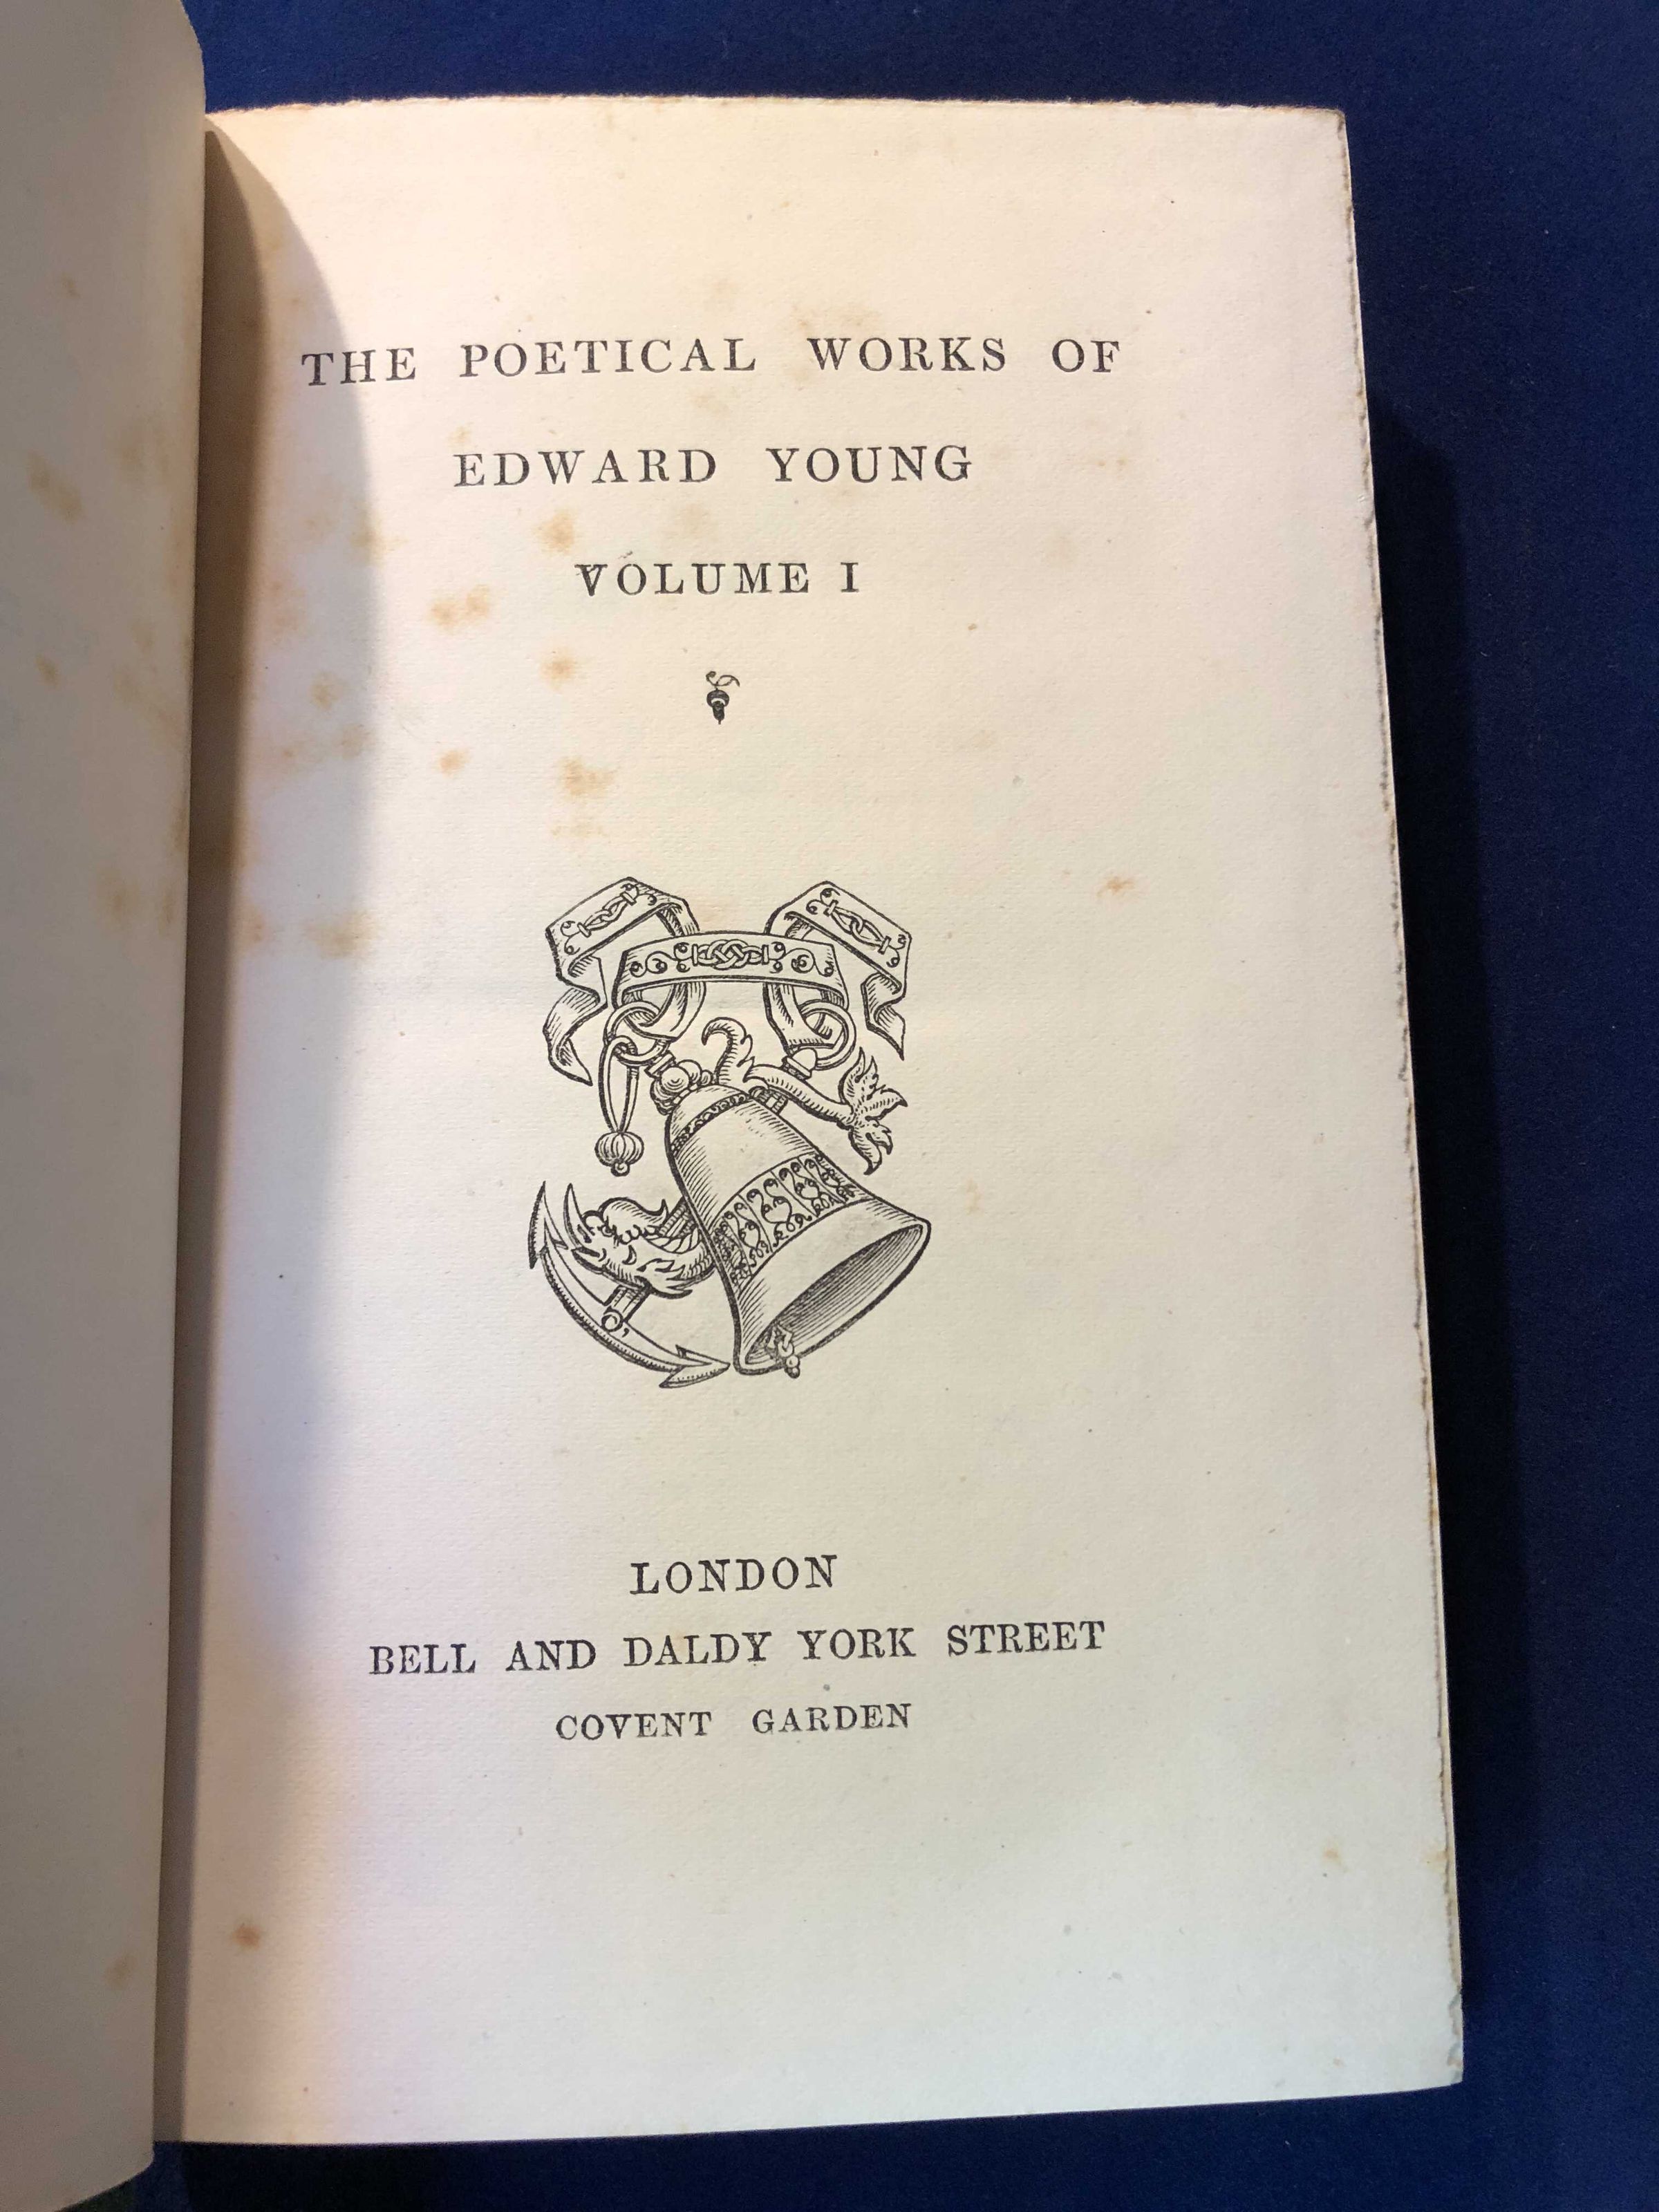 THE POETICAL WORKS OF
EDWARD YOUNG
VOLUME I
LONDON
BELL AND DALDY YORK STREET
COVENT GARDEN